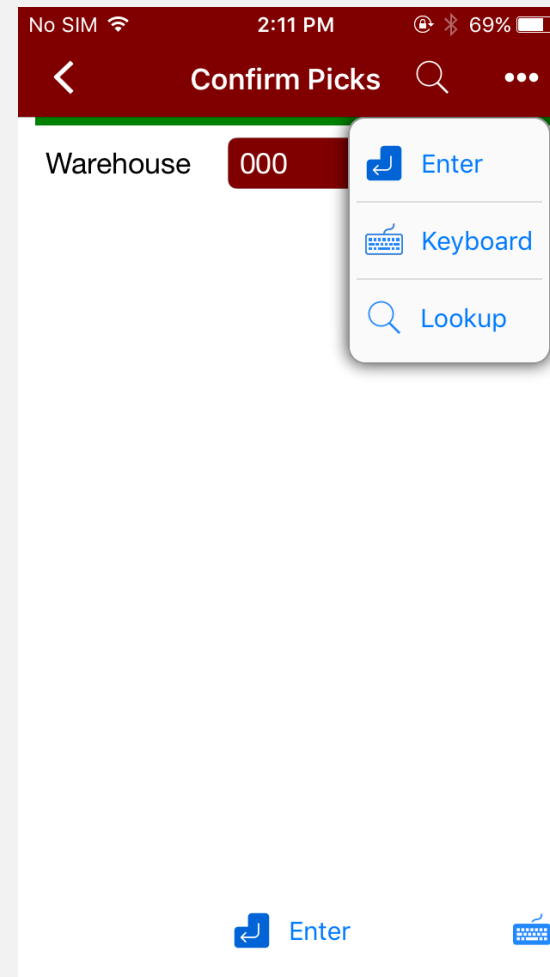 No SIM 2:11 PM 69%
Confirm Picks
Warehouse 000
Enter
Keyboard
Lookup
Enter